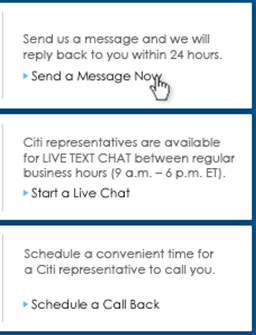 Send us a message and we will
reply back to you within 24 hours.
Send a Message Now
Citi representatives are available
for LIVE TEXT CHAT between regular
business hours (9 a.m. – 6 p.m. ET).
Start a Live Chat
Schedule a convenient time for
a Citi representative to call you.
Schedule a Call Back